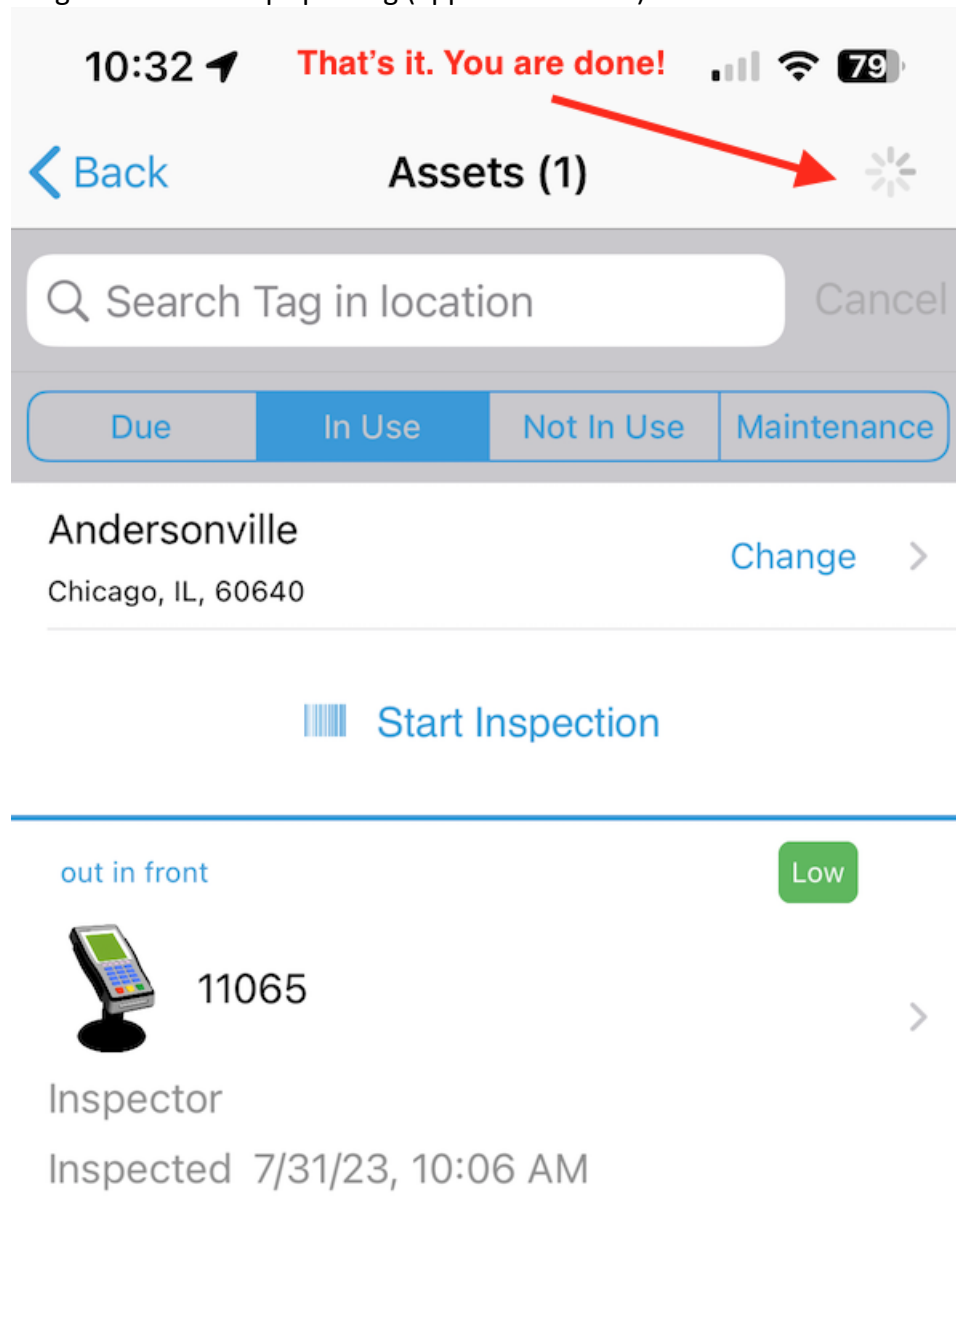 10:32 That's it. You are done! 79
Back Assets (1)
Search Tag in location Cancel
Due In Use Not In Use Maintenance
Andersonville
Change
Chicago, IL, 60640
Start Inspection
out in front Low
11065
Inspector
Inspected 7/31/23, 10:06 AM